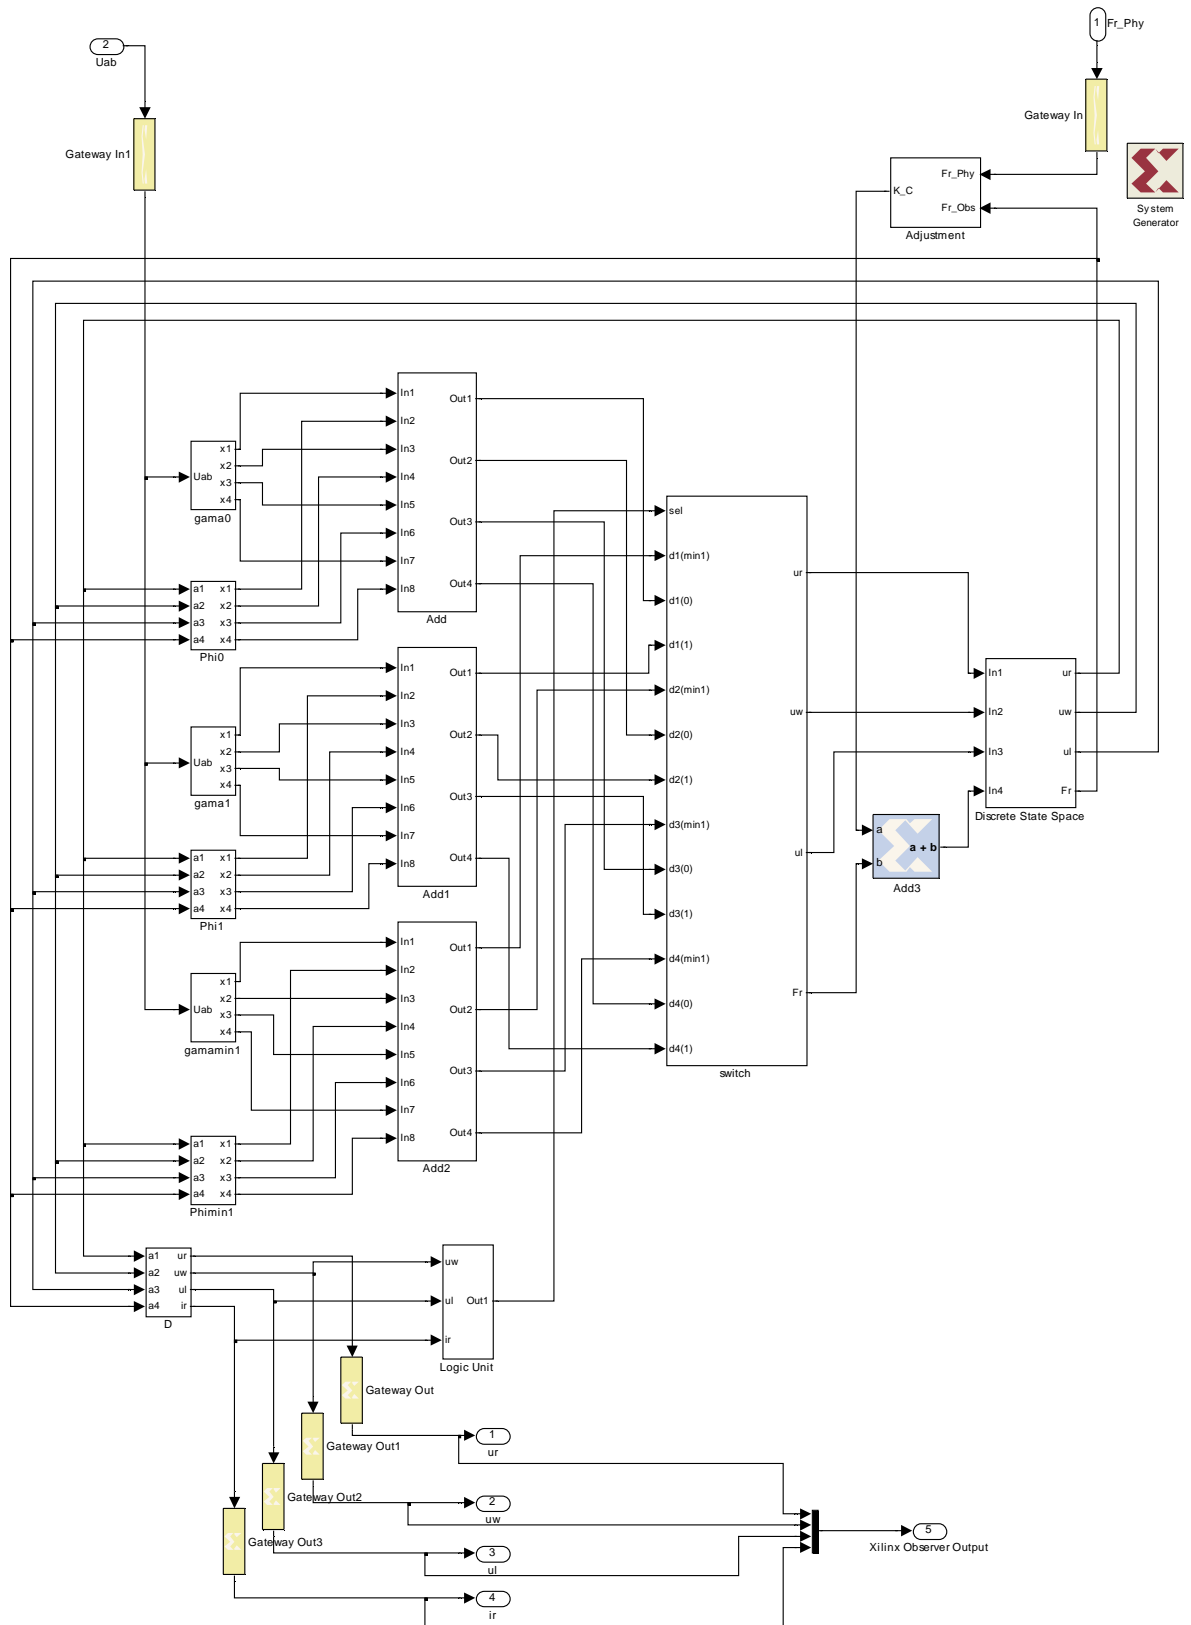 2
Uab
1
Fr_Phy
Gateway In1
Gateway In
System
Generator
Fr_Phy
K_C
Fr_Obs
Adjustment
Uab
x1
x2
x3
x4
gama0
a1 x1
a2 x2
a3 x3
a4 x4
Phi0
In1
In2
In3
In4
In5
In6
In7
In8
Out1
Out2
Out3
Out4
Add
Uab
x1
x2
x3
x4
gama1
a1 x1
a2 x2
a3 x3
a4 x4
Phi1
In1
In2
In3
In4
In5
In6
In7
In8
Out1
Out2
Out3
Out4
Add1
Uab
x1
x2
x3
x4
gamamin1
a1 x1
a2 x2
a3 x3
a4 x4
Phimin1
In1
In2
In3
In4
In5
In6
In7
In8
Out1
Out2
Out3
Out4
Add2
sel
d1(min1)
d1(0)
d1(1)
d2(min1)
d2(0)
d2(1)
d3(min1)
d3(0)
d3(1)
d4(min1)
d4(0)
d4(1)
ur
uw
ul
Fr
switch
a
b
a + b
Add3
In1 ur
In2 uw
In3 ul
In4 Fr
Discrete State Space
a1 ur
a2 uw
a3 ul
a4 ir
D
uw
ul
ir
Out1
Logic Unit
Gateway Out
Gateway Out1
Gateway Out2
Gateway Out3
1
ur
2
uw
3
ul
4
ir
5
Xilinx Observer Output